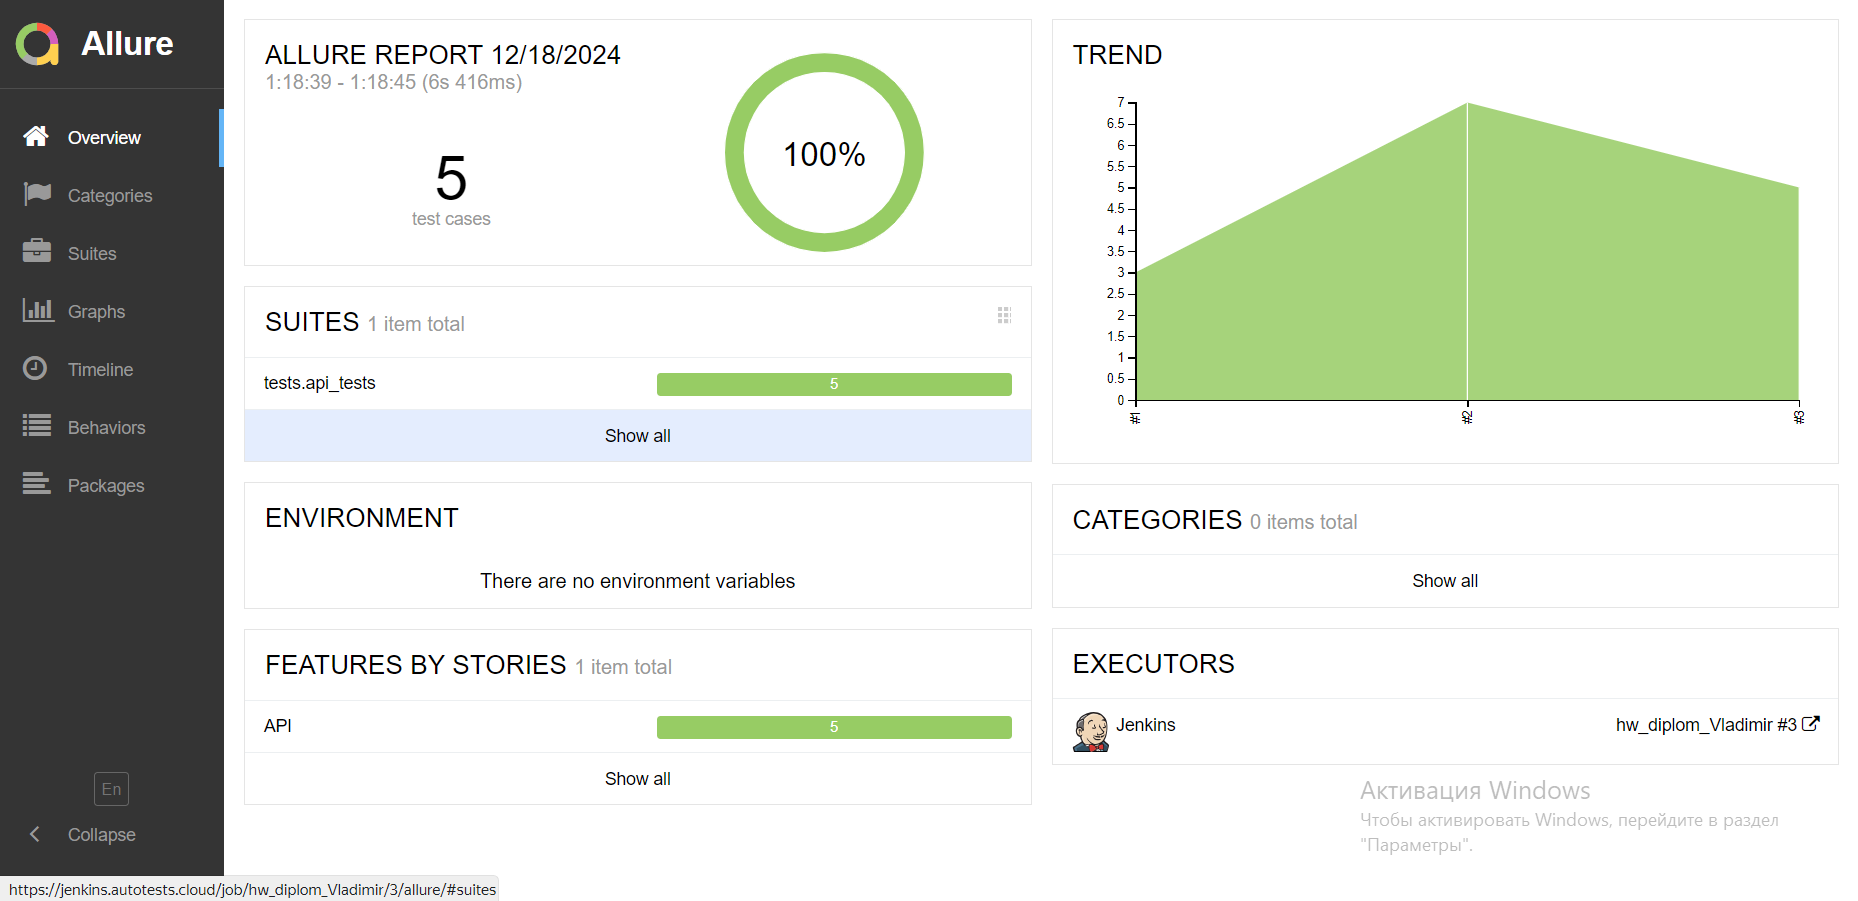 Allure
Overview
Categories
Suites
Graphs
Timeline
Behaviors
Packages
En
Collapse
ALLURE REPORT 12/18/2024
1:18:39 - 1:18:45 (6s 416ms)
5
test cases
100%
SUITES 1 item total
tests.api_tests 5
Show all
ENVIRONMENT
There are no environment variables
FEATURES BY STORIES 1 item total
API 5
Show all
TREND
7
6.5
6
5.5
5
4.5
4
3.5
3
2.5
2
1.5
1
0.5
0
#1
#2
#3
CATEGORIES 0 items total
Show all
EXECUTORS
Jenkins hw_diplom_Vladimir #3
Активация Windows
Чтобы активировать Windows, перейдите в раздел
"Параметры".
https://jenkins.autotests.cloud/job/hw_diplom_Vladimir/3/allure/#suites